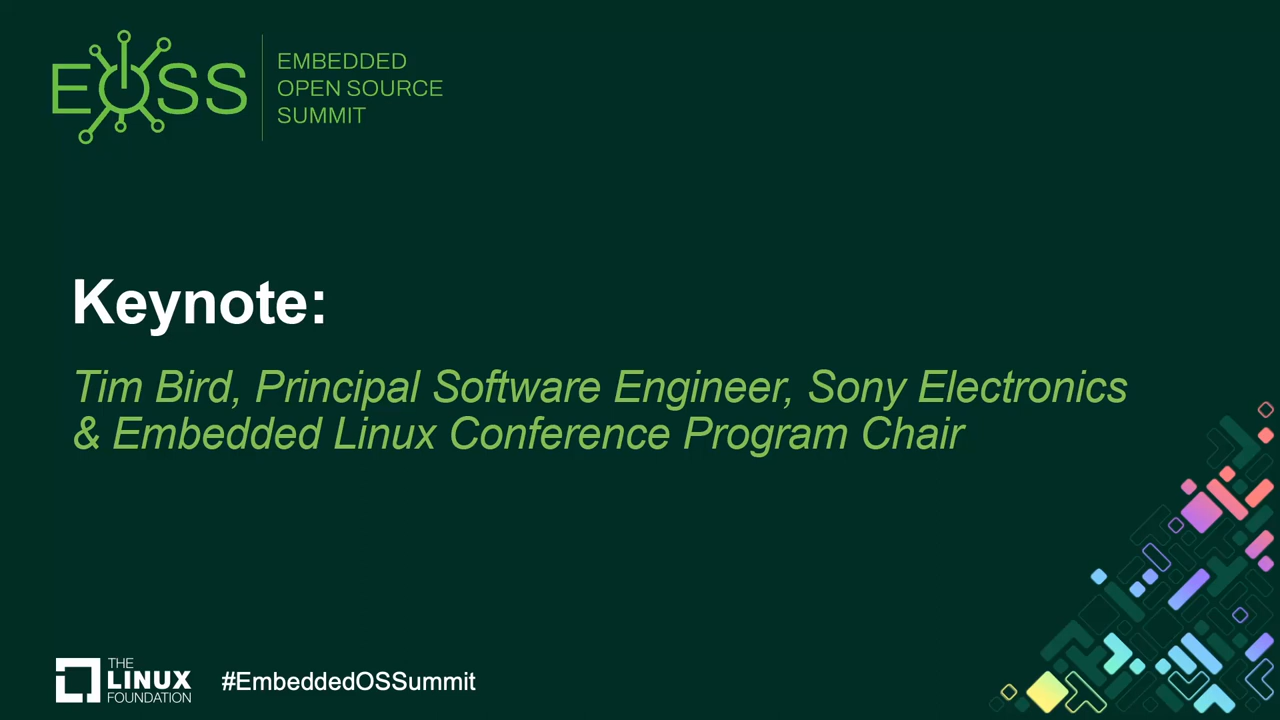 EOSS
EMBEDDED
OPEN SOURCE
SUMMIT
Keynote:
Tim Bird, Principal Software Engineer, Sony Electronics
& Embedded Linux Conference Program Chair
THE
LINUX
FOUNDATION
#EmbeddedOSSummit